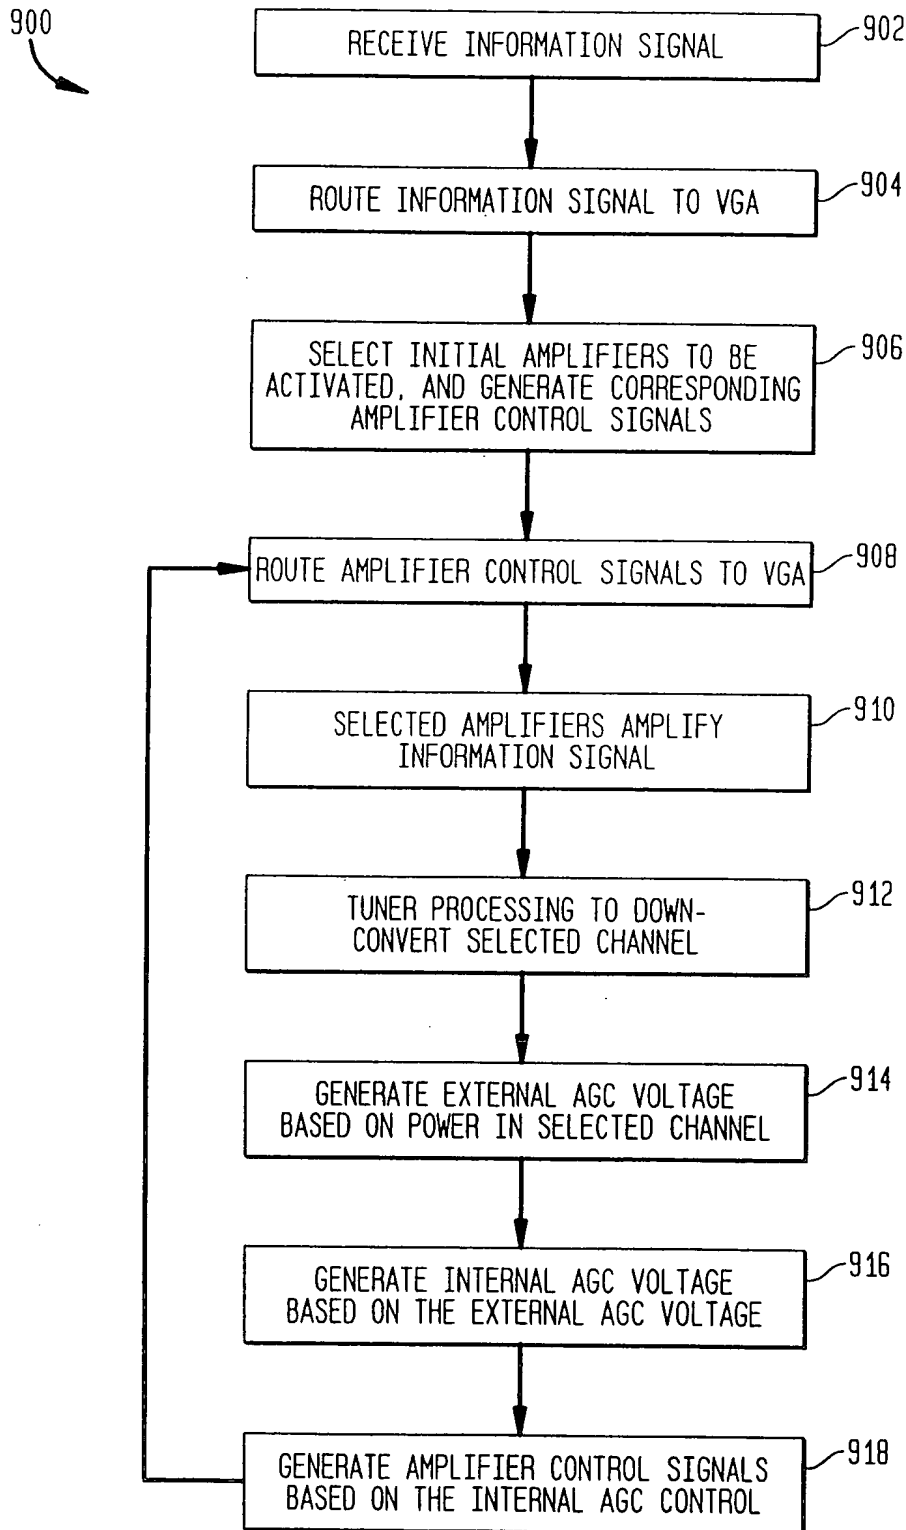 900
RECEIVE INFORMATION SIGNAL
902
ROUTE INFORMATION SIGNAL TO VGA
904
SELECT INITIAL AMPLIFIERS TO BE
ACTIVATED, AND GENERATE CORRESPONDING
AMPLIFIER CONTROL SIGNALS
906
ROUTE AMPLIFIER CONTROL SIGNALS TO VGA
908
SELECTED AMPLIFIERS AMPLIFY
INFORMATION SIGNAL
910
TUNER PROCESSING TO DOWN-
CONVERT SELECTED CHANNEL
912
GENERATE EXTERNAL AGC VOLTAGE
BASED ON POWER IN SELECTED CHANNEL
914
GENERATE INTERNAL AGC VOLTAGE
BASED ON THE EXTERNAL AGC VOLTAGE
916
GENERATE AMPLIFIER CONTROL SIGNALS
BASED ON THE INTERNAL AGC CONTROL
918